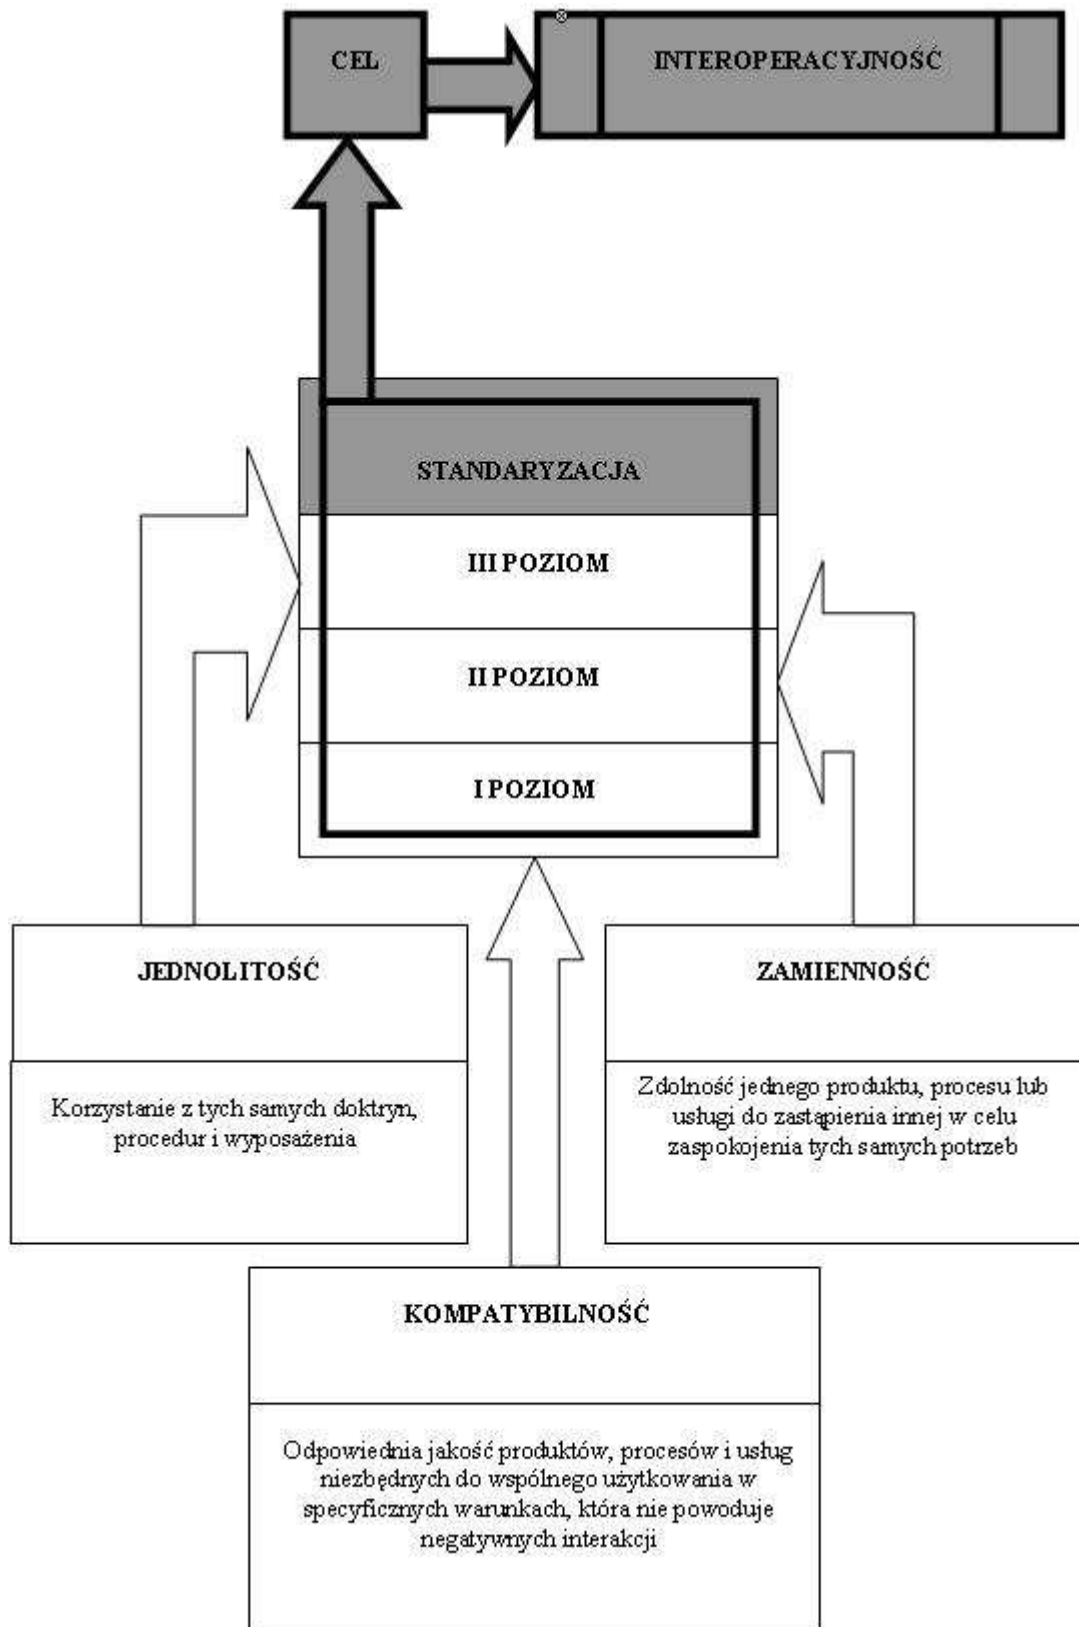 CEL
INTEROPERACYJNOŚĆ
STANDARYZACJA
III POZIOM
II POZIOM
I POZIOM
JEDNOLITOŚĆ
Korzystanie z tych samych doktryn,
procedur i wyposażenia
ZAMIENNOŚĆ
Zdolność jednego produktu, procesu lub
usługi do zastąpienia innej w celu
zaspokojenia tych samych potrzeb
KOMPATYBILNOŚĆ
Odpowiednia jakość produktów, procesów i usług
niezbędnych do wspólnego użytkowania w
specyficznych warunkach, która nie powoduje
negatywnych interakcji